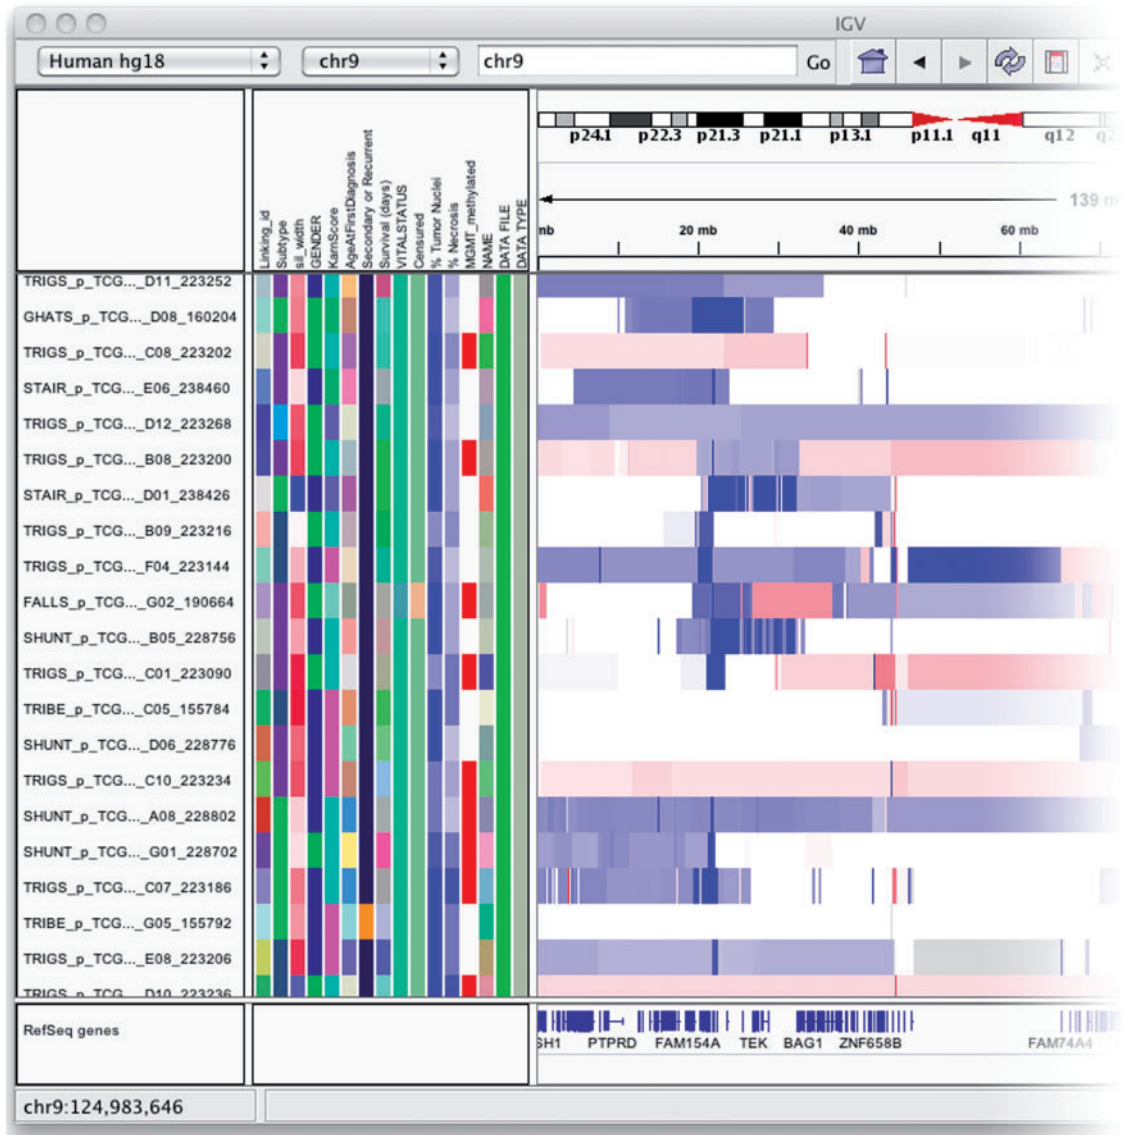 IGV
Human hg18 chr9 chr9 Go
p24.1 p22.3 p21.3 p21.1 p13.1 p11.1 q11 q12
139 m
mb 20 mb 40 mb 60 mb
Linking_id
Subtype
sil_width
GENDER
KarnScore
AgeAtFirstDiagnosis
Secondary or Recurrent
Survival (days)
VITALSTATUS
Censured
% Tumor Nuclei
% Necrosis
MGMT_methylated
NAME
DATA FILE
DATA TYPE
TRIGS_p_TCG..._D11_223252
GHATS_p_TCG..._D08_160204
TRIGS_p_TCG..._C08_223202
STAIR_p_TCG..._E06_238460
TRIGS_p_TCG..._D12_223268
TRIGS_p_TCG..._B08_223200
STAIR_p_TCG..._D01_238426
TRIGS_p_TCG..._B09_223216
TRIGS_p_TCG..._F04_223144
FALLS_p_TCG..._G02_190664
SHUNT_p_TCG..._B05_228756
TRIGS_p_TCG..._C01_223090
TRIBE_p_TCG..._C05_155784
SHUNT_p_TCG..._D06_228776
TRIGS_p_TCG..._C10_223234
SHUNT_p_TCG..._A08_228802
SHUNT_p_TCG..._G01_228702
TRIGS_p_TCG..._C07_223186
TRIBE_p_TCG..._G05_155792
TRIGS_p_TCG..._E08_223206
TRIGS_p_TCG..._D10_223236
RefSeq genes
SH1 PTPRD FAM154A TEK BAG1 ZNF658B FAM74A4
chr9:124,983,646